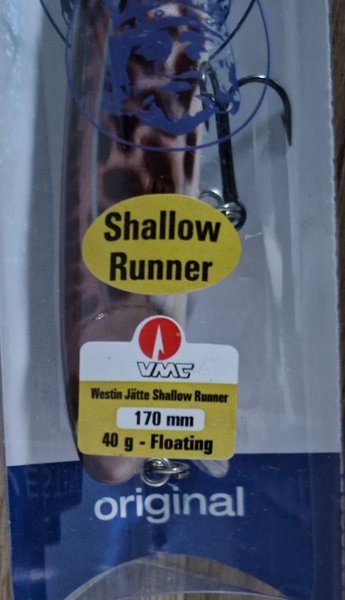 Shallow
Runner
VMC
Westin Jätte Shallow Runner
170 mm
40 g - Floating
original